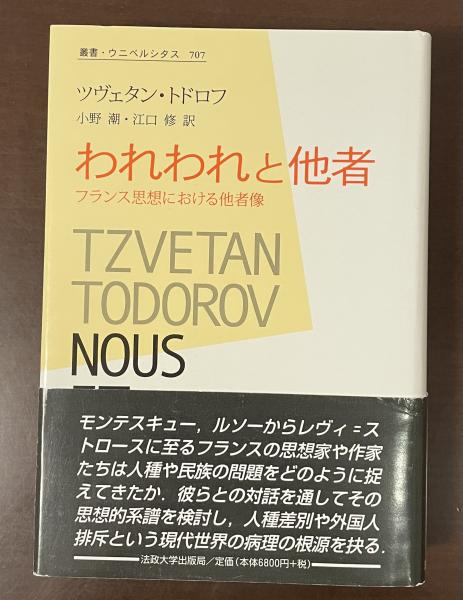 叢書・ウニベルシタス 707
ツヴェタン・トドロフ
小野 潮・江口 修 訳
われわれと他者
フランス思想における他者像
TZVETAN
TODOROV
NOUS
モンテスキュー，ルソーからレヴィ＝ス
トロースに至るフランスの思想家や作家
たちは人種や民族の問題をどのように捉
えてきたか．彼らとの対話を通してその
思想的系譜を検討し，人種差別や外国人
排斥という現代世界の病理の根源を抉る．
法政大学出版局／定価（本体6800円＋税）